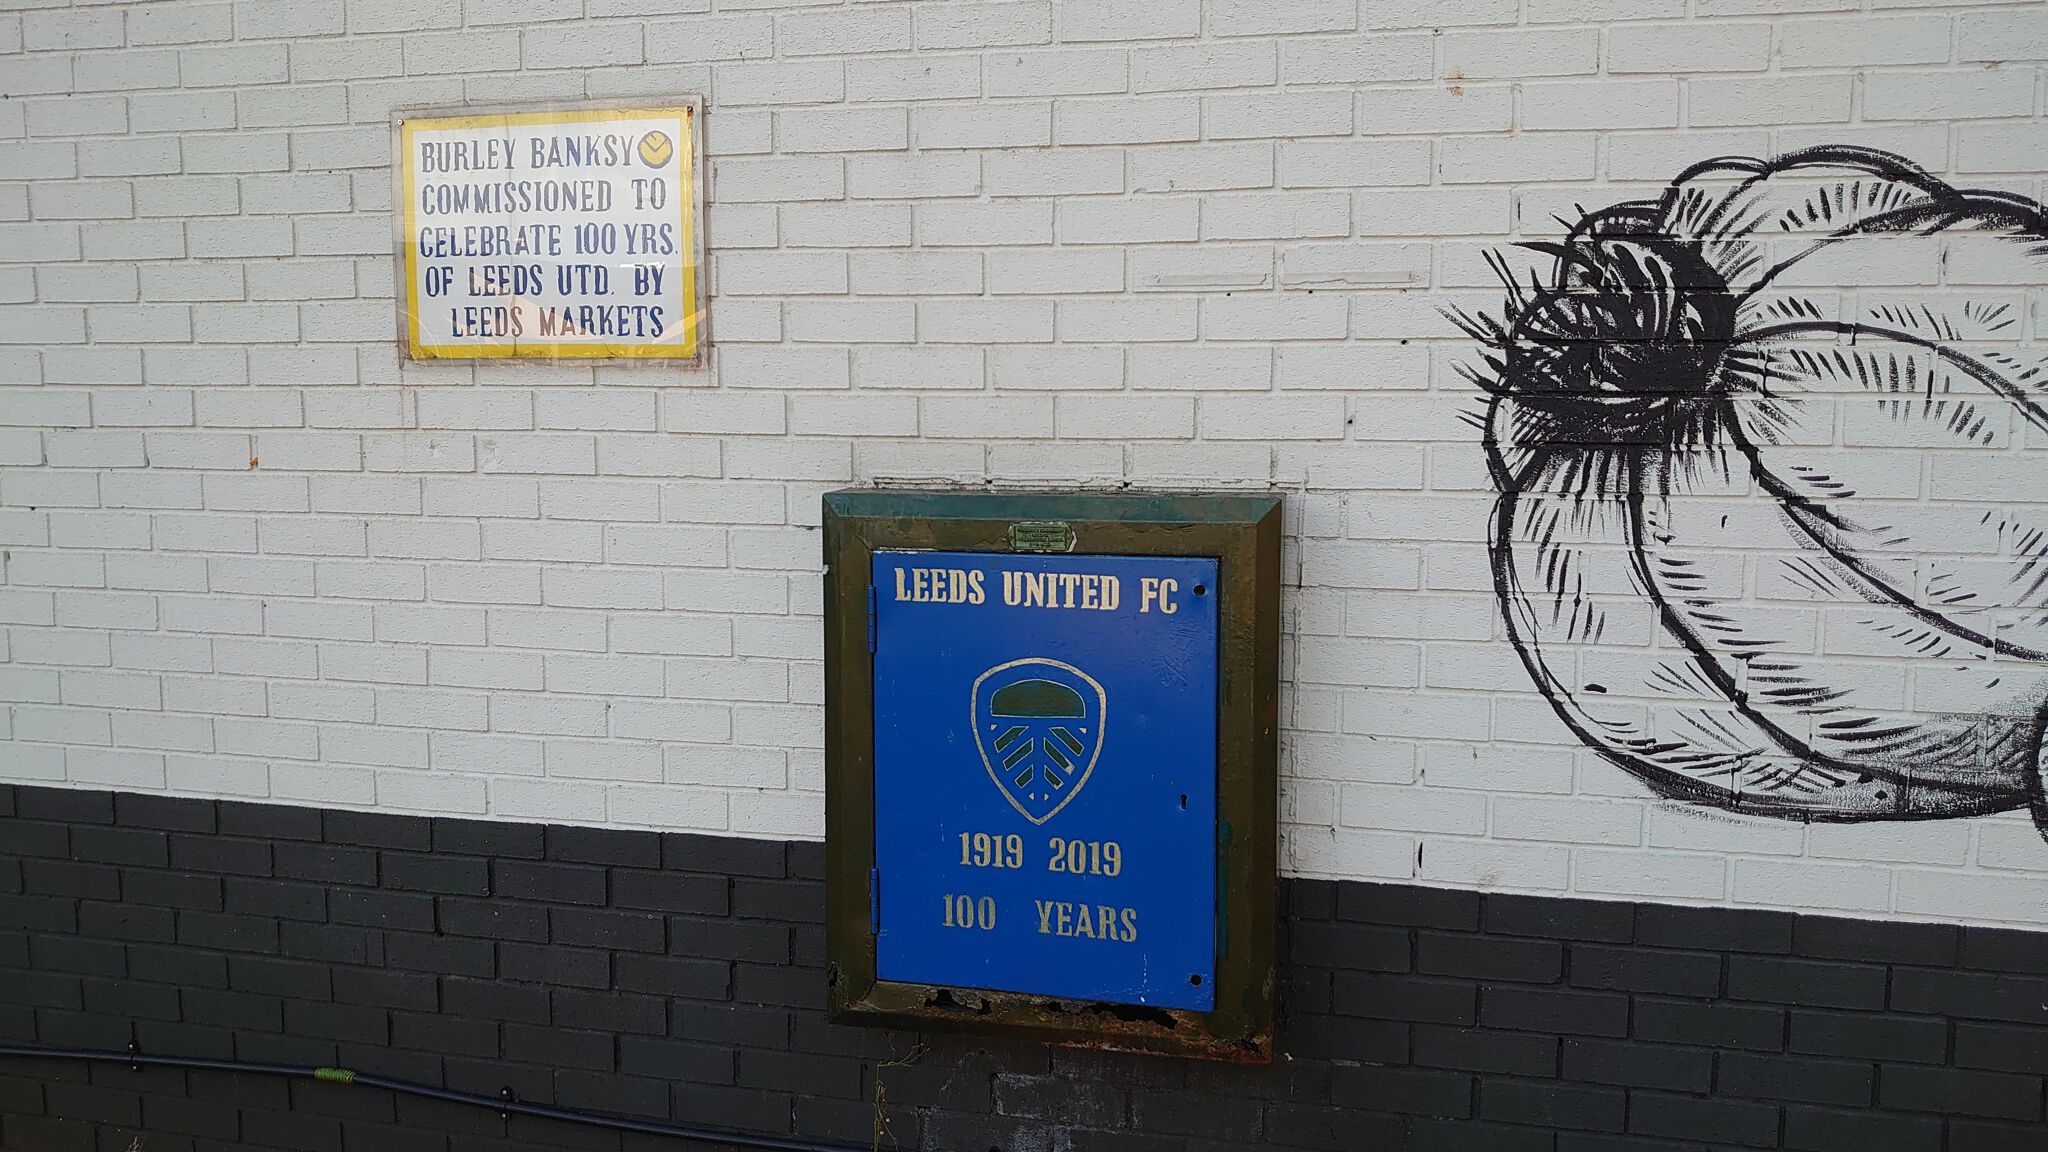 BURLEY BANKSY
COMMISSIONED TO
CELEBRATE 100 YRS.
OF LEEDS UTD. BY
LEEDS MARKETS
LEEDS UNITED FC
1919 2019
100 YEARS